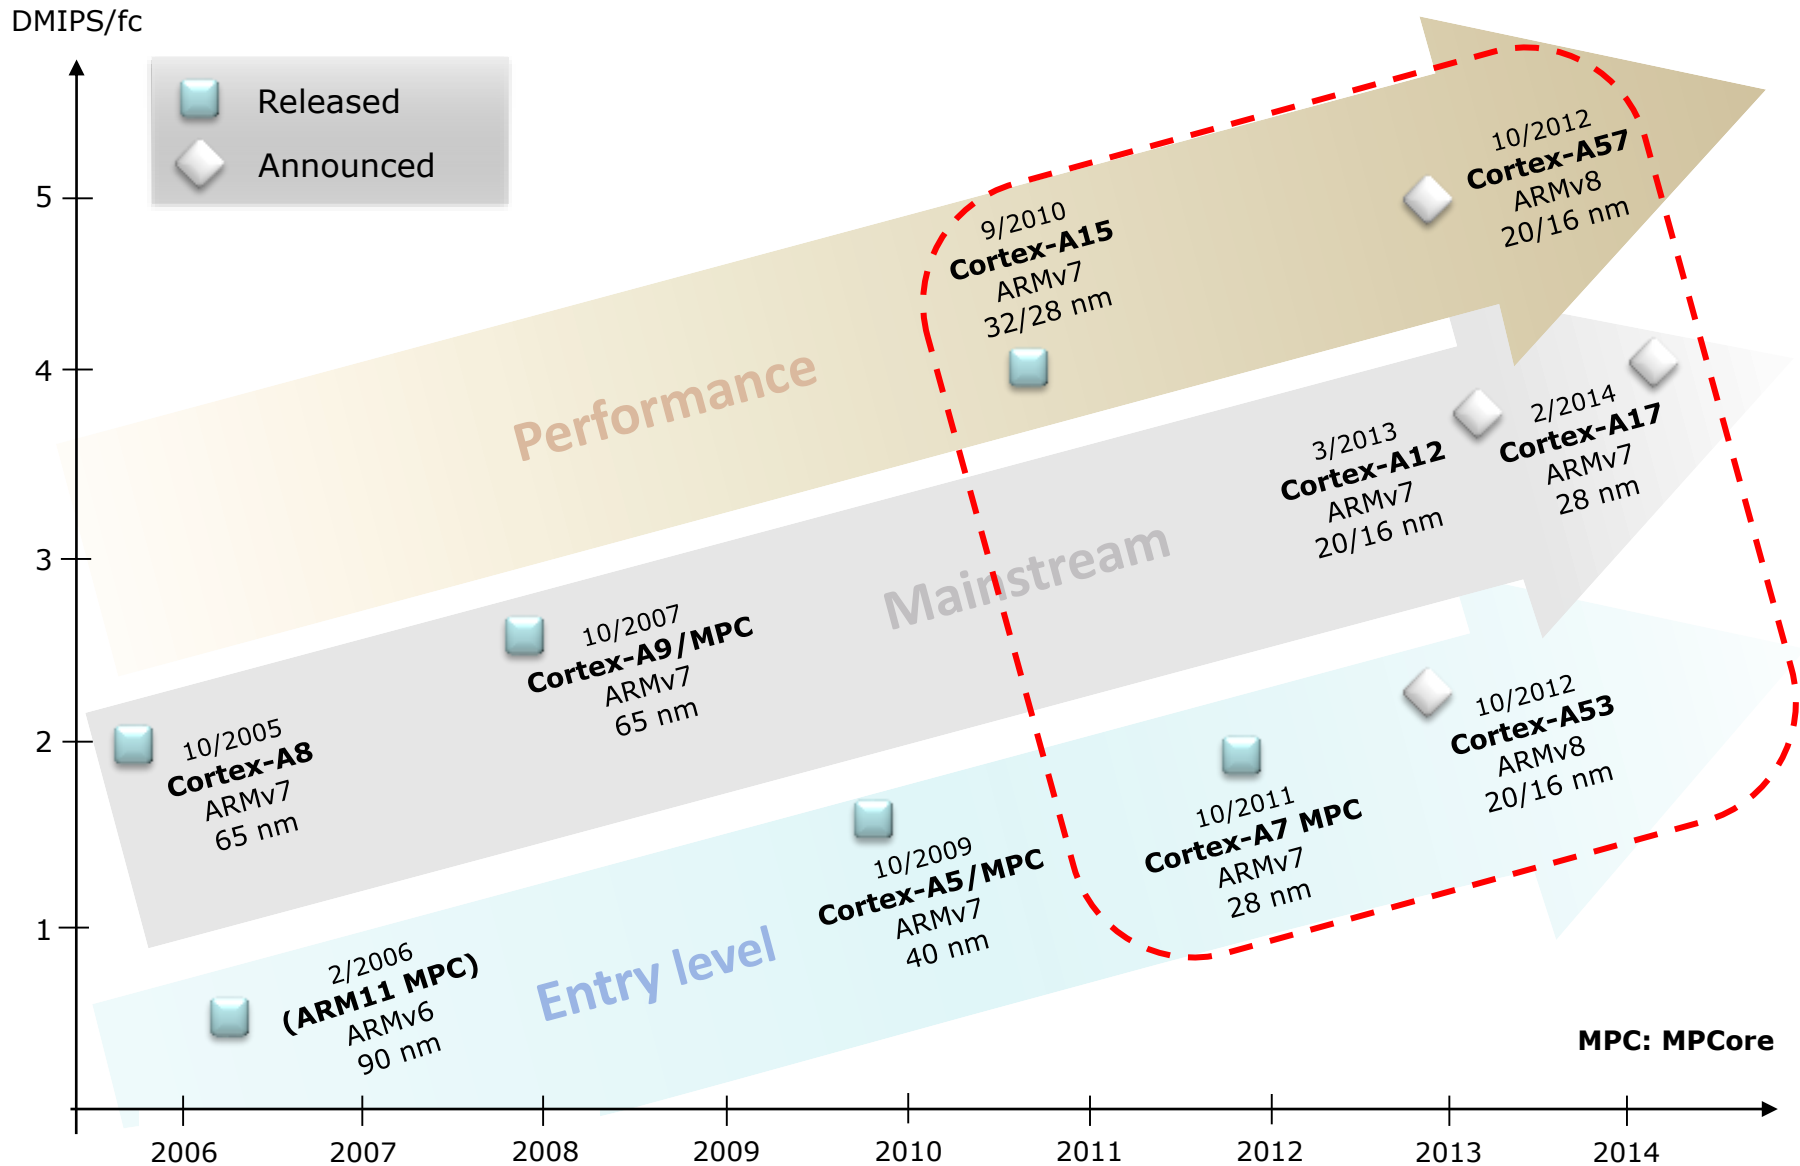 DMIPS/fc
Released
Announced
5
4
3
2
1
10/2012
Cortex-A57
ARMv8
20/16 nm
9/2010
Cortex-A15
ARMv7
32/28 nm
Performance
2/2014
Cortex-A17
ARMv7
28 nm
3/2013
Cortex-A12
ARMv7
20/16 nm
Mainstream
10/2007
Cortex-A9/MPC
ARMv7
65 nm
10/2005
Cortex-A8
ARMv7
65 nm
10/2012
Cortex-A53
ARMv8
20/16 nm
10/2011
Cortex-A7 MPC
ARMv7
28 nm
10/2009
Cortex-A5/MPC
ARMv7
40 nm
Entry level
2/2006
(ARM11 MPC)
ARMv6
90 nm
MPC: MPCore
2006
2007
2008
2009
2010
2011
2012
2013
2014